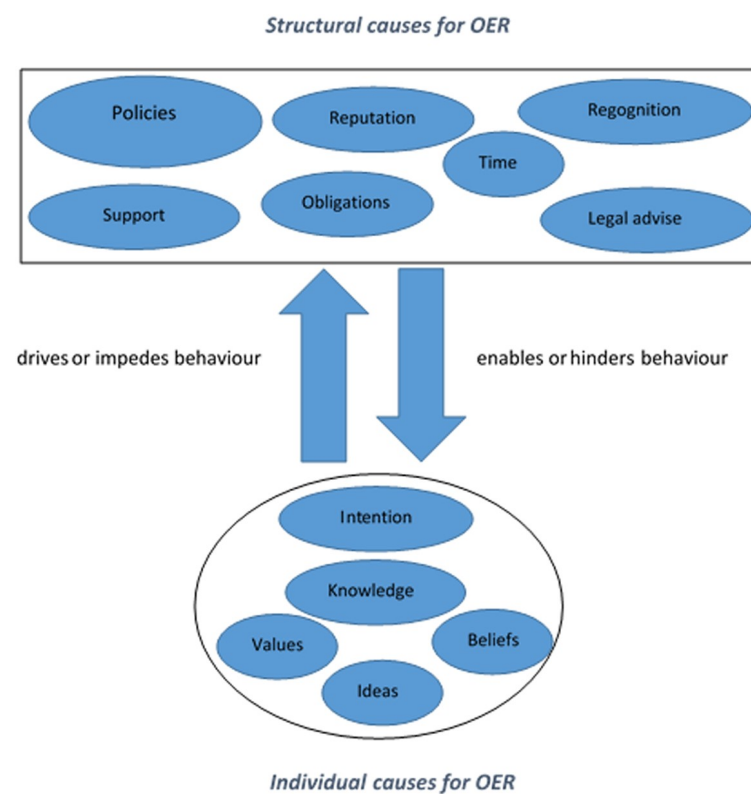 Structural causes for OER
Policies
Reputation
Regognition
Time
Support
Obligations
Legal advise
drives or impedes behaviour
enables or hinders behaviour
Intention
Knowledge
Values
Beliefs
Ideas
Individual causes for OER